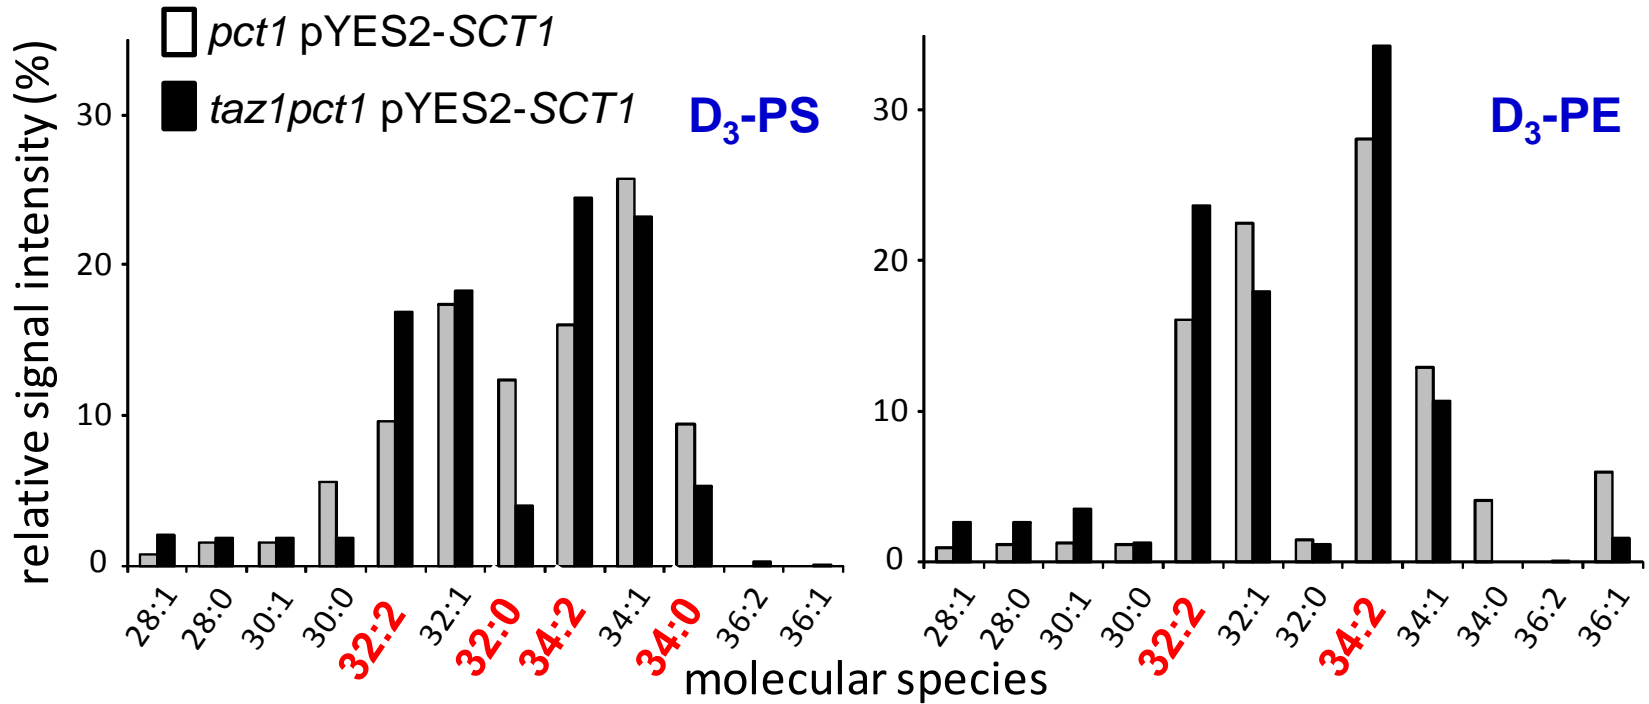 pct1 pYES2-SCT1
taz1pct1 pYES2-SCT1
D3-PS
D3-PE
relative signal intensity (%)
30
20
10
0
30
20
10
0
28:1 28:0 30:1 30:0 32:2 32:1 32:0 34:2 34:1 34:0 36:2 36:1
28:1 28:0 30:1 30:0 32:2 32:1 32:0 34:2 34:1 34:0 36:2 36:1
molecular species